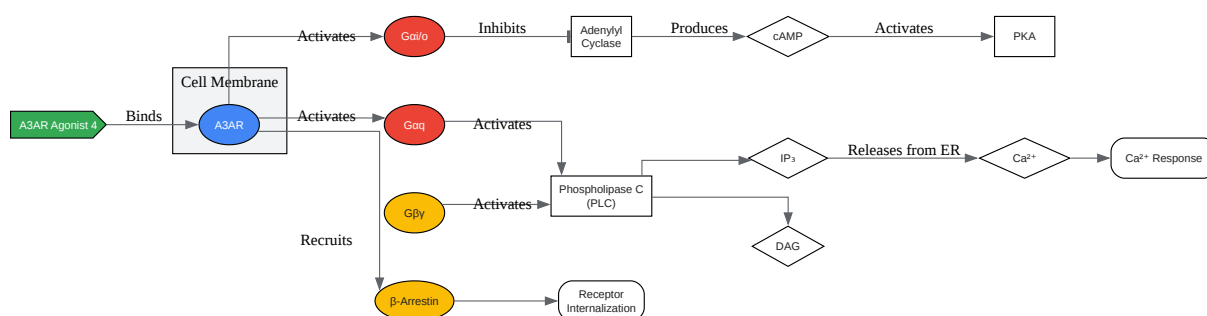 Activates
Gαi/o
Inhibits
Adenylyl
Cyclase
Produces
cAMP
Activates
PKA
Cell Membrane
A3AR Agonist 4
Binds
A3AR
Activates
Gαq
Activates
IP₃
Releases from ER
Ca²⁺
Ca²⁺ Response
Phospholipase C
(PLC)
Gβγ
Activates
Recruits
DAG
β-Arrestin
Receptor
Internalization